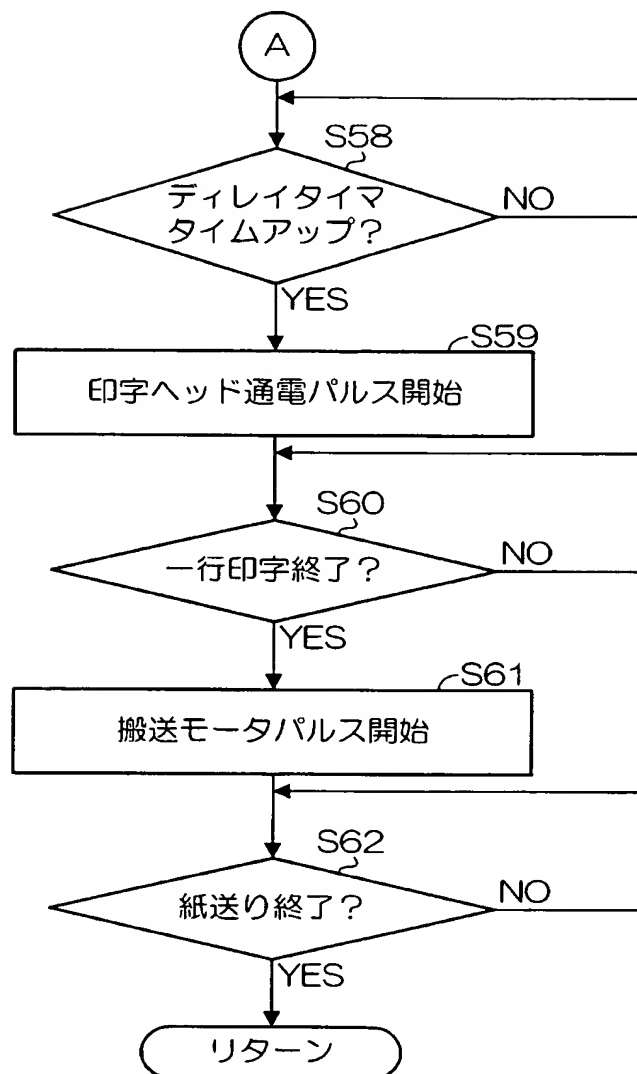 A
S58
ディレイタイマ
タイムアップ?
NO
YES
S59
印字ヘッド通電パルス開始
S60
一行印字終了?
NO
YES
S61
搬送モータパルス開始
S62
紙送り終了?
NO
YES
リターン